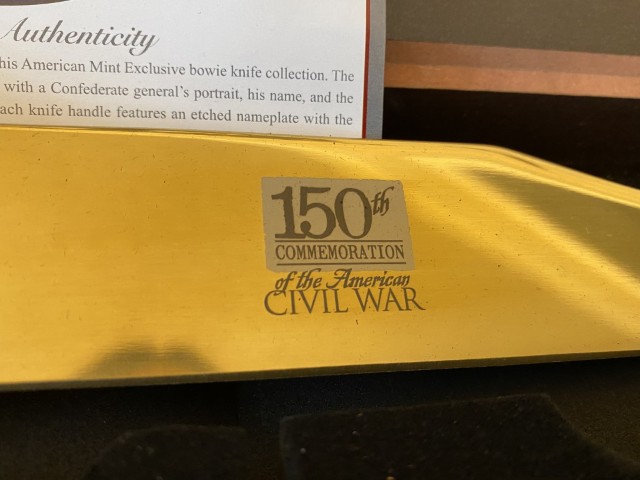 Authenticity
his American Mint Exclusive bowie knife collection. The
with a Confederate general's portrait, his name, and the
ach knife handle features an etched nameplate with the
150th
COMMEMORATION
of the American
CIVIL WAR